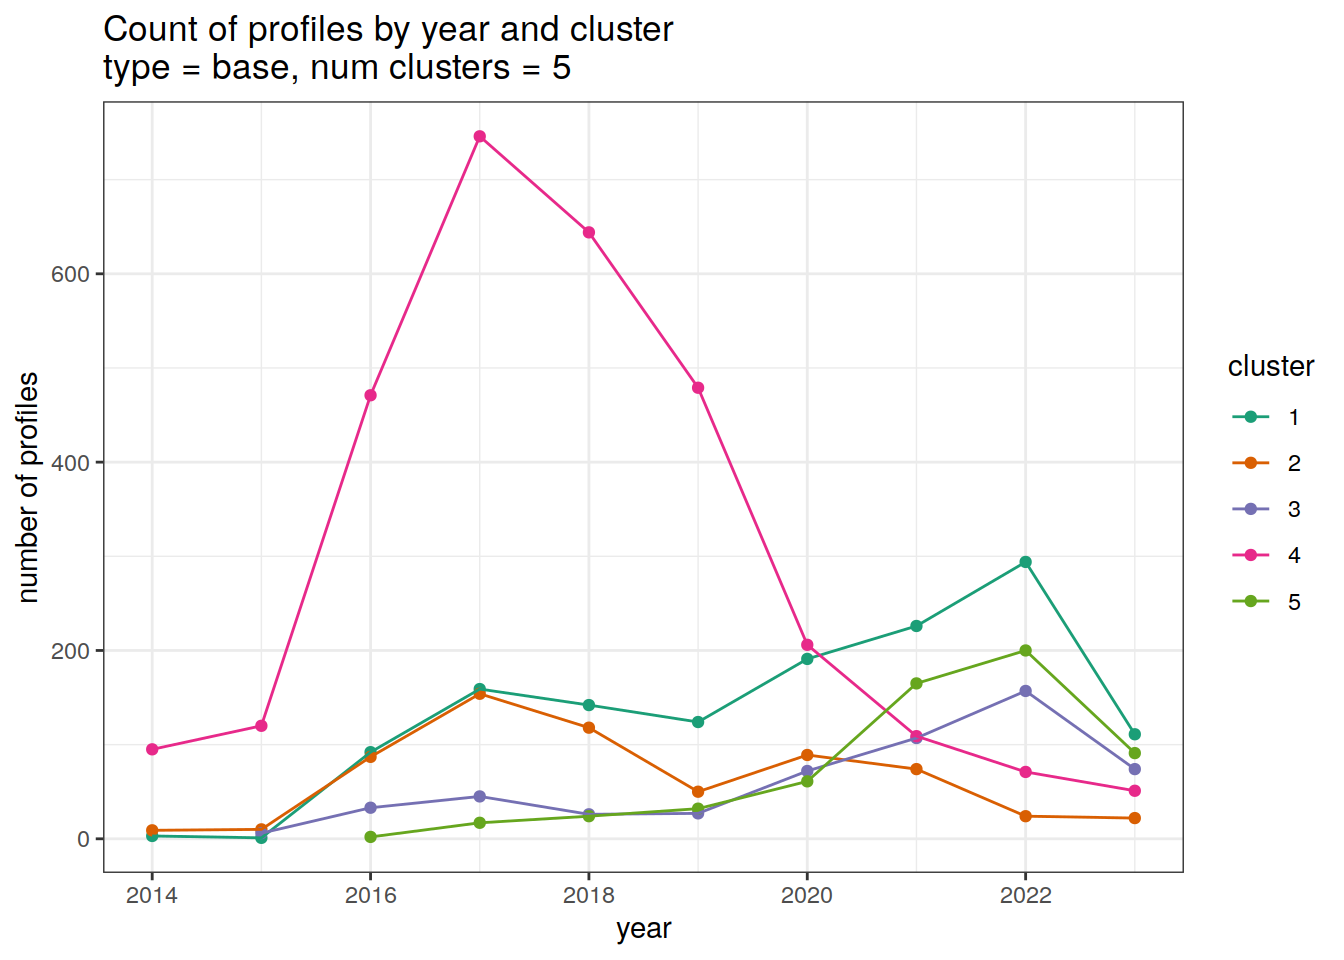 Count of profiles by year and cluster
type = base, num clusters = 5
number of profiles
600
400
200
0
2014
2016
2018
2020
2022
year
cluster
1
2
3
4
5